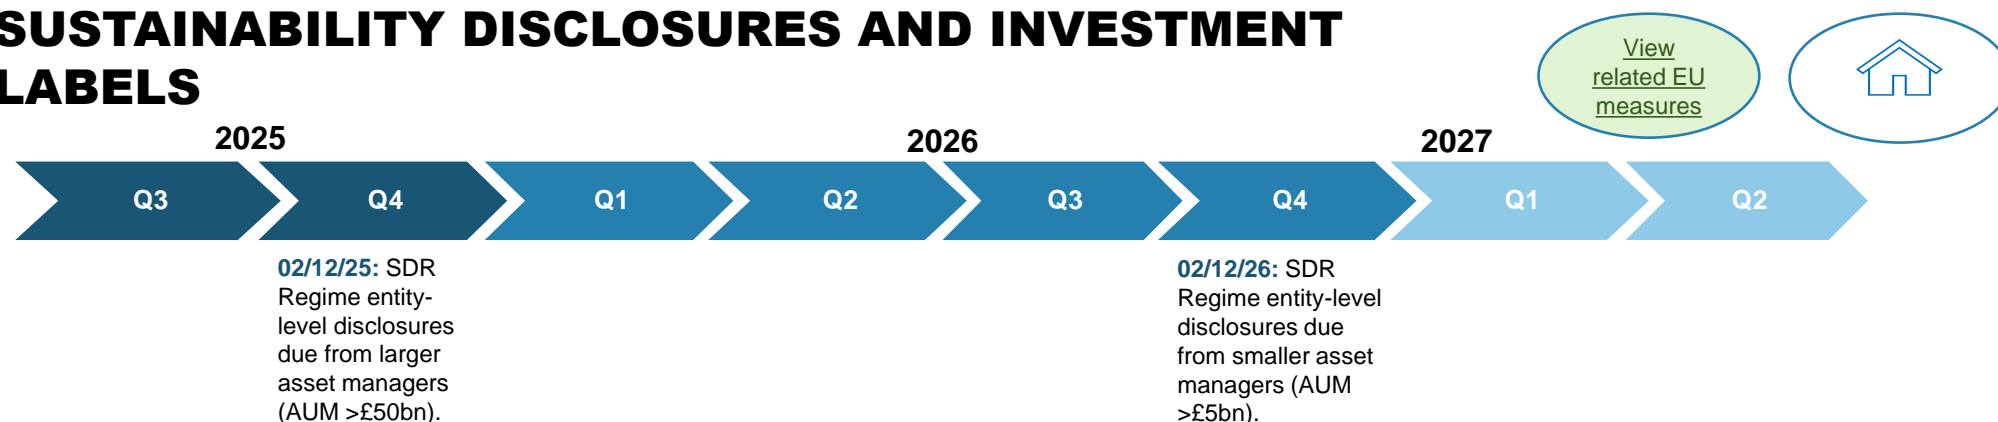 SUSTAINABILITY DISCLOSURES AND INVESTMENT
LABELS
View
related EU
measures
2025
2026
2027
Q3
Q4
Q1
Q2
Q3
Q4
Q1
Q2
02/12/25: SDR
Regime entity-
level disclosures
due from larger
asset managers
(AUM >£50bn).
02/12/26: SDR
Regime entity-level
disclosures due
from smaller asset
managers (AUM
>£5bn).